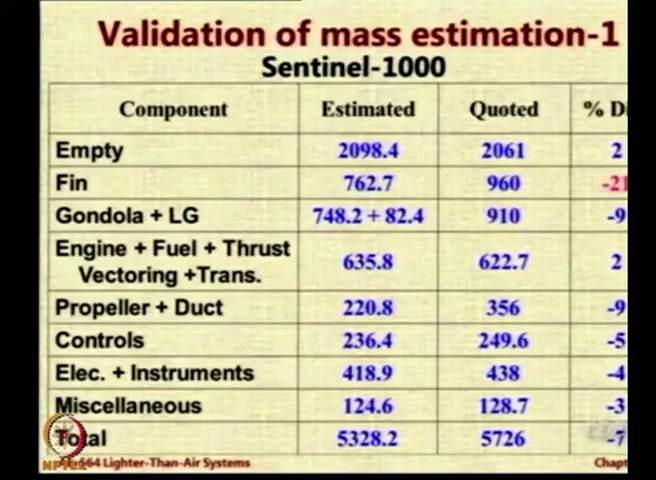 Validation of mass estimation-1
Sentinel-1000
Component Estimated Quoted % Di
Empty 2098.4 2061 2
Fin 762.7 960 -21
Gondola + LG 748.2 + 82.4 910 -9
Engine + Fuel + Thrust
Vectoring +Trans. 635.8 622.7 2
Propeller + Duct 220.8 356 -9
Controls 236.4 249.6 -5
Elec. + Instruments 418.9 438 -4
Miscellaneous 124.6 128.7 -3
Total 5328.2 5726 -7
NPTEL 664 Lighter-Than-Air Systems Chapt